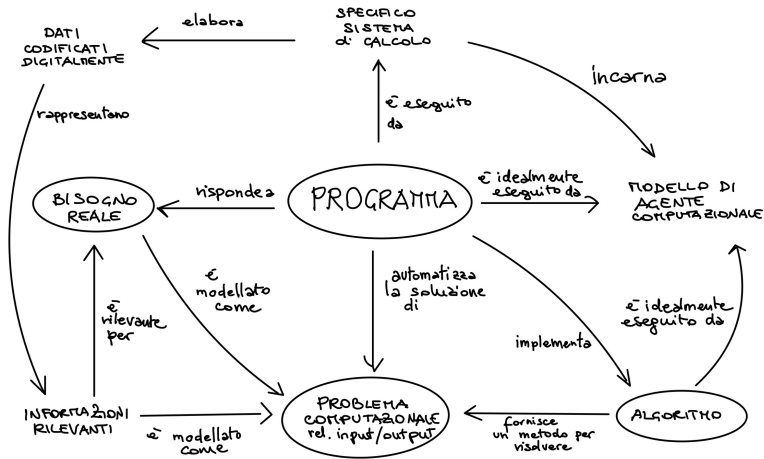 SPECIFICO
SISTEMA
di CALCOLO
elabora
DATI
CODIFICATI
DIGITALMENTE
incarna
rappresentano
è eseguito
da
BISOGNO
REALE
risponde a
PROGRAMMA
è idealmente
eseguito da
MODELLO DI
AGENTE
COMPUTAZIONALE
è
modellato
come
automatizza
la soluzione
di
è
rilevante
per
è idealmente
eseguito da
implementa
INFORMAZIONI
RILEVANTI
è modellato
come
PROBLEMA
COMPUTAZIONALE
rel. input/output
fornisce
un metodo per
risolvere
ALGORITMO